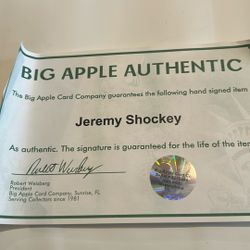 BIG APPLE AUTHENTIC
The Big Apple Card Company guarantees the following hand signed item
Jeremy Shockey
As authentic. The signature is guaranteed for the life of the item
Robert Weisberg
Robert Weisberg
President
Big Apple Card Company, Sunrise, FL
Serving Collectors since 1981